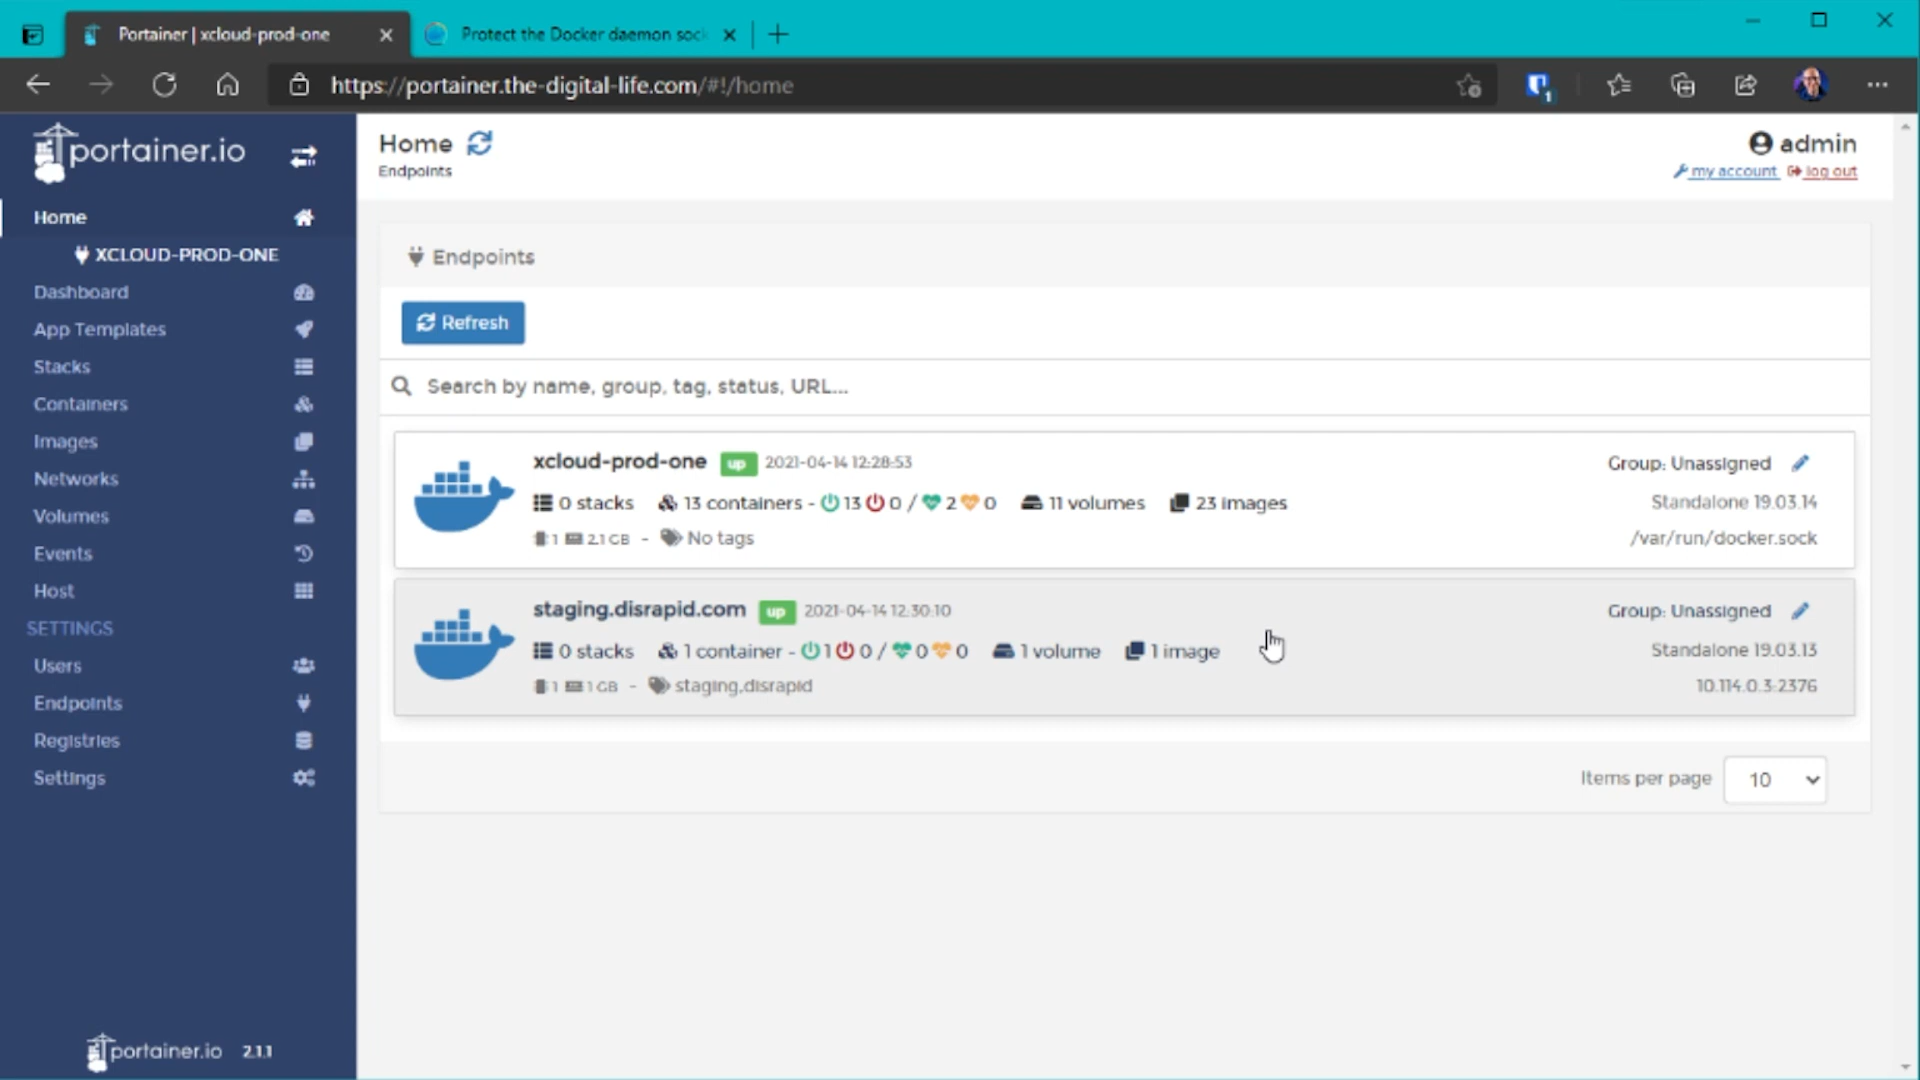 Portainer | xcloud-prod-one
Protect the Docker daemon sock
https://portainer.the-digital-life.com/#!/home
1
portainer.io
Home
XCLOUD-PROD-ONE
Dashboard
App Templates
Stacks
Containers
Images
Networks
Volumes
Events
Host
SETTINGS
Users
Endpoints
Registries
Settings
portainer.io 2.1.1
Home
Endpoints
admin
my account log out
Endpoints
Refresh
Search by name, group, tag, status, URL...
xcloud-prod-one up 2021-04-14 12:28:53
Group: Unassigned
0 stacks 13 containers - 13 0 / 2 0 11 volumes 23 images
Standalone 19.03.14
1 2.1 GB - No tags
/var/run/docker.sock
staging.disrapid.com up 2021-04-14 12:30:10
Group: Unassigned
0 stacks 1 container - 1 0 / 0 0 1 volume 1 image
Standalone 19.03.13
1 1 GB - staging.disrapid
10.114.0.3:2376
Items per page 10